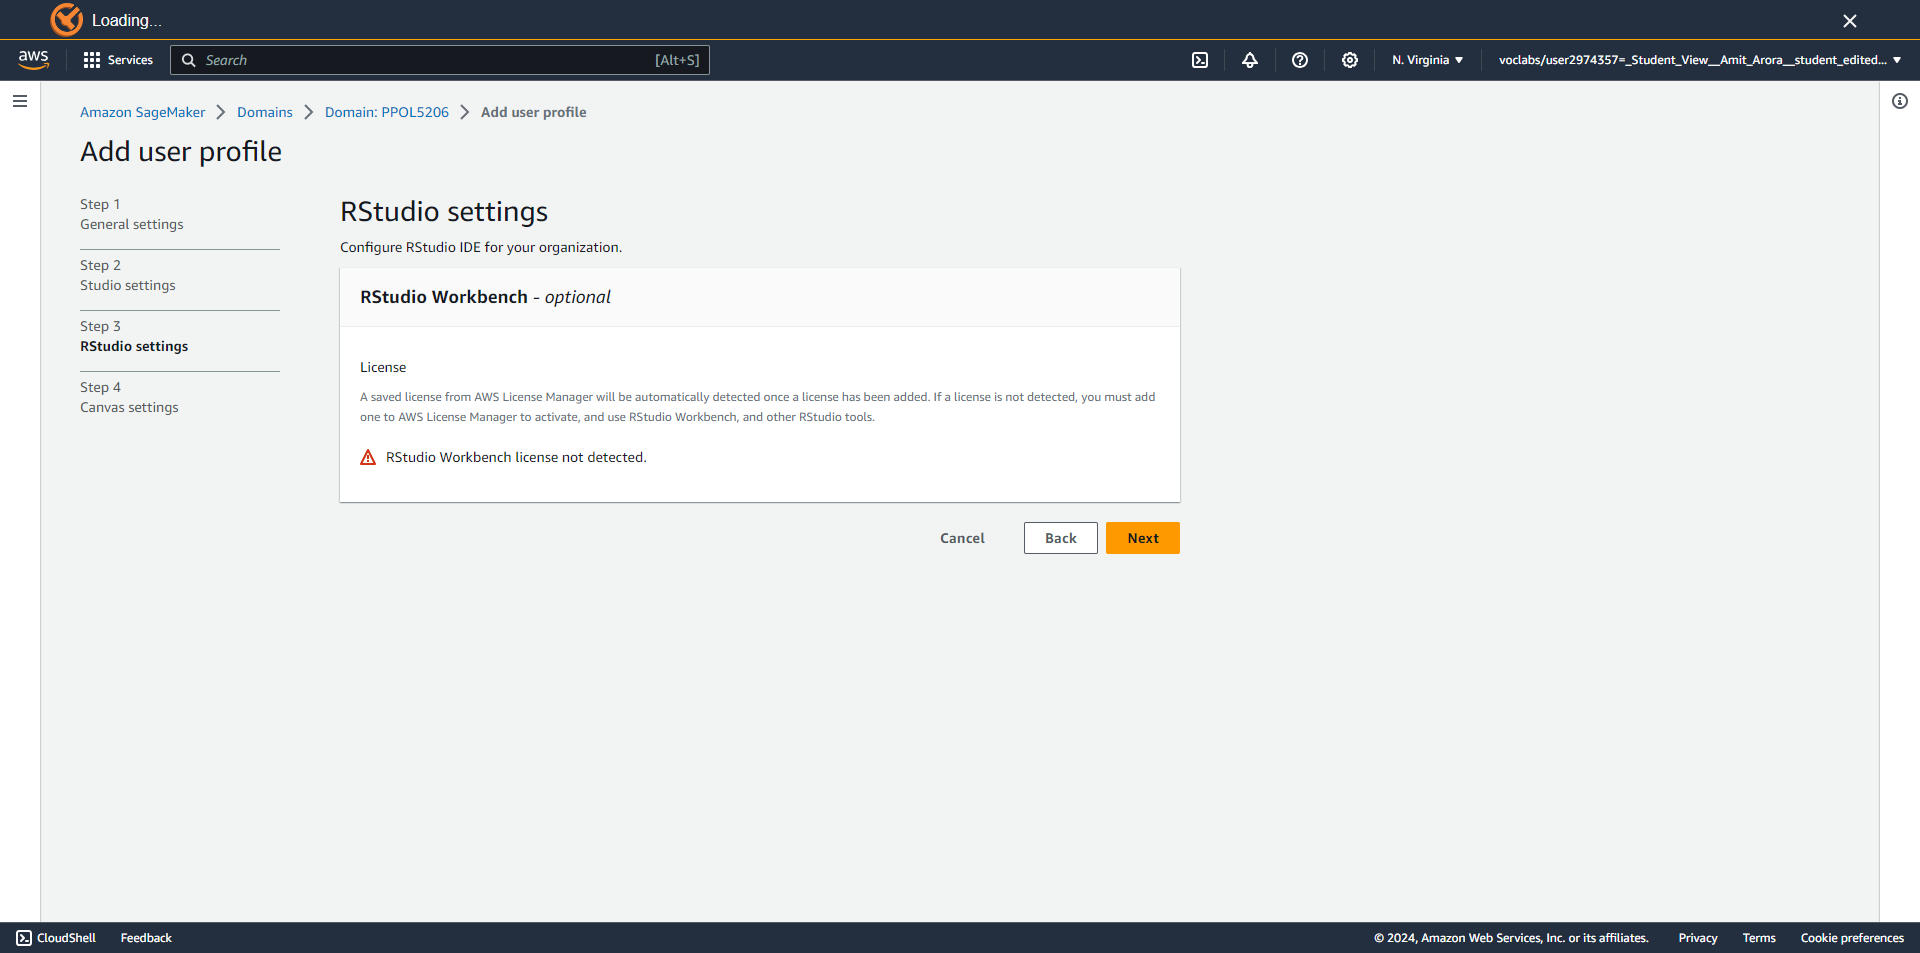 Loading...
aws
Services
Search
[Alt+S]
N. Virginia
voclabs/user2974357=_Student_View__Amit_Arora__student_edited...
Amazon SageMaker
Domains
Domain: PPOL5206
Add user profile
Add user profile
Step 1
General settings
Step 2
Studio settings
Step 3
RStudio settings
Step 4
Canvas settings
RStudio settings
Configure RStudio IDE for your organization.
RStudio Workbench - optional
License
A saved license from AWS License Manager will be automatically detected once a license has been added. If a license is not detected, you must add
one to AWS License Manager to activate, and use RStudio Workbench, and other RStudio tools.
RStudio Workbench license not detected.
Cancel
Back
Next
CloudShell
Feedback
© 2024, Amazon Web Services, Inc. or its affiliates.
Privacy
Terms
Cookie preferences